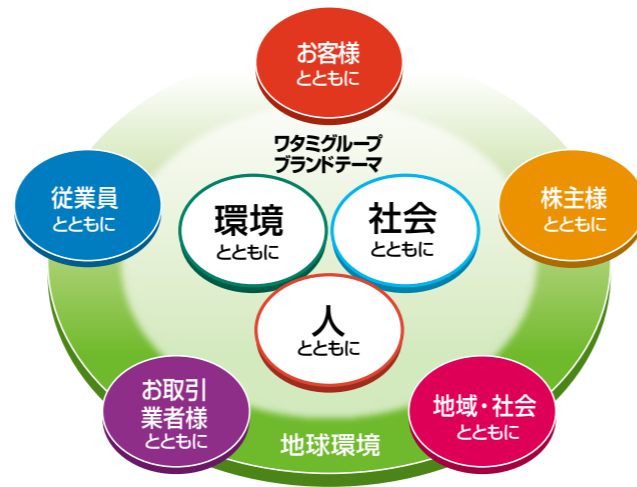 お客様
とともに
ワタミグループ
ブランドテーマ
従業員
とともに
環境
とともに
社会
とともに
株主様
とともに
人
とともに
お取引
業者様
とともに
地域・社会
とともに
地球環境